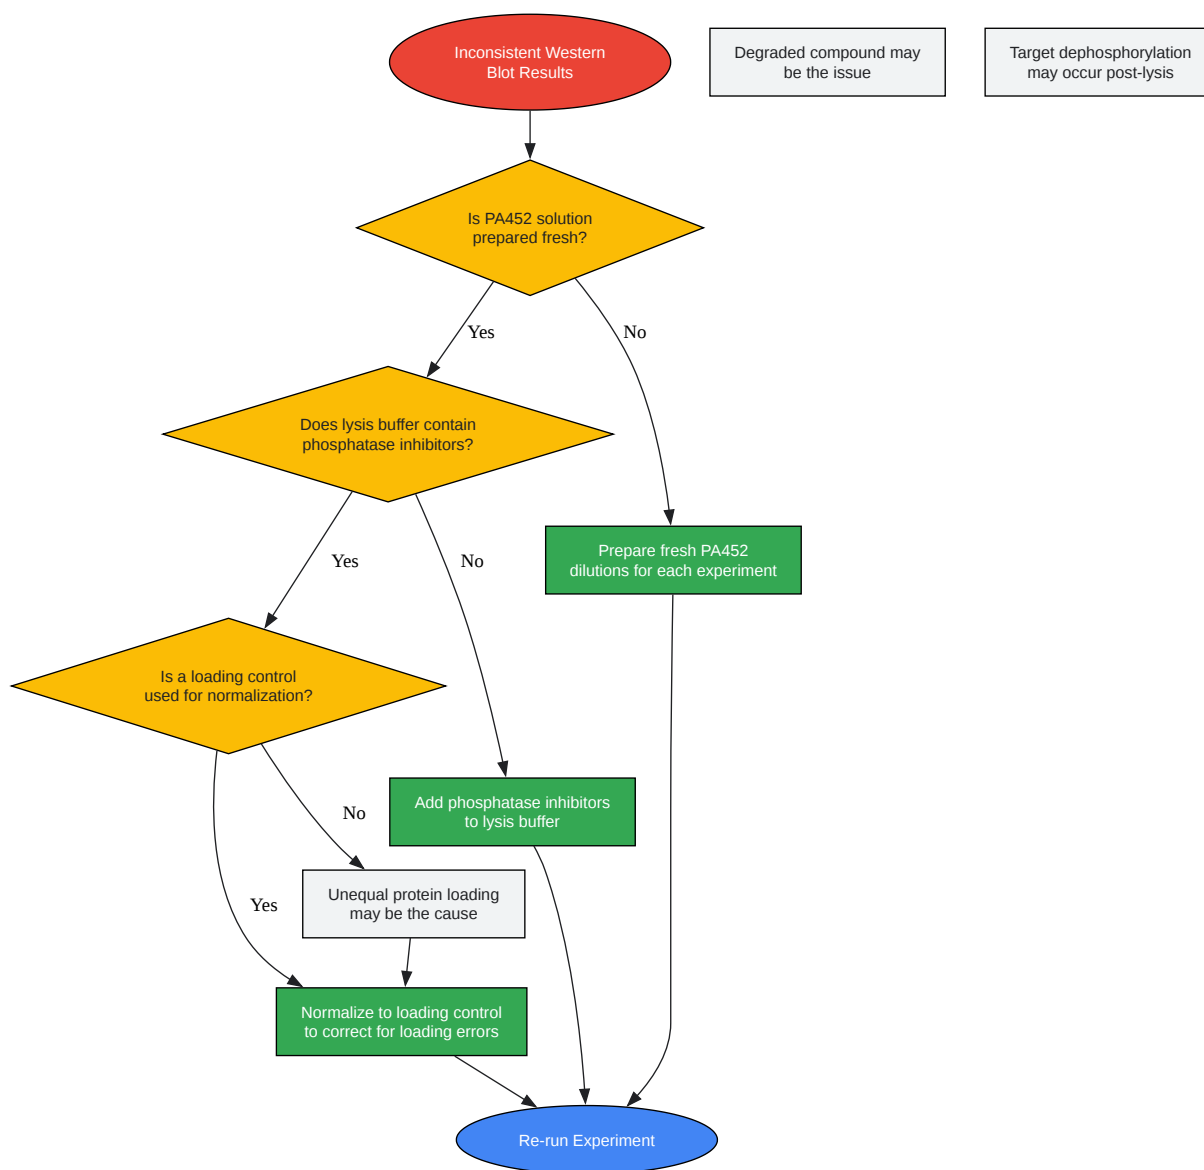 Inconsistent Western
Blot Results
Degraded compound may
be the issue
Target dephosphorylation
may occur post-lysis
Is PA452 solution
prepared fresh?
Yes
No
Does lysis buffer contain
phosphatase inhibitors?
Yes
No
Prepare fresh PA452
dilutions for each experiment
Is a loading control
used for normalization?
No
Add phosphatase inhibitors
to lysis buffer
Yes
Unequal protein loading
may be the cause
Normalize to loading control
to correct for loading errors
Re-run Experiment